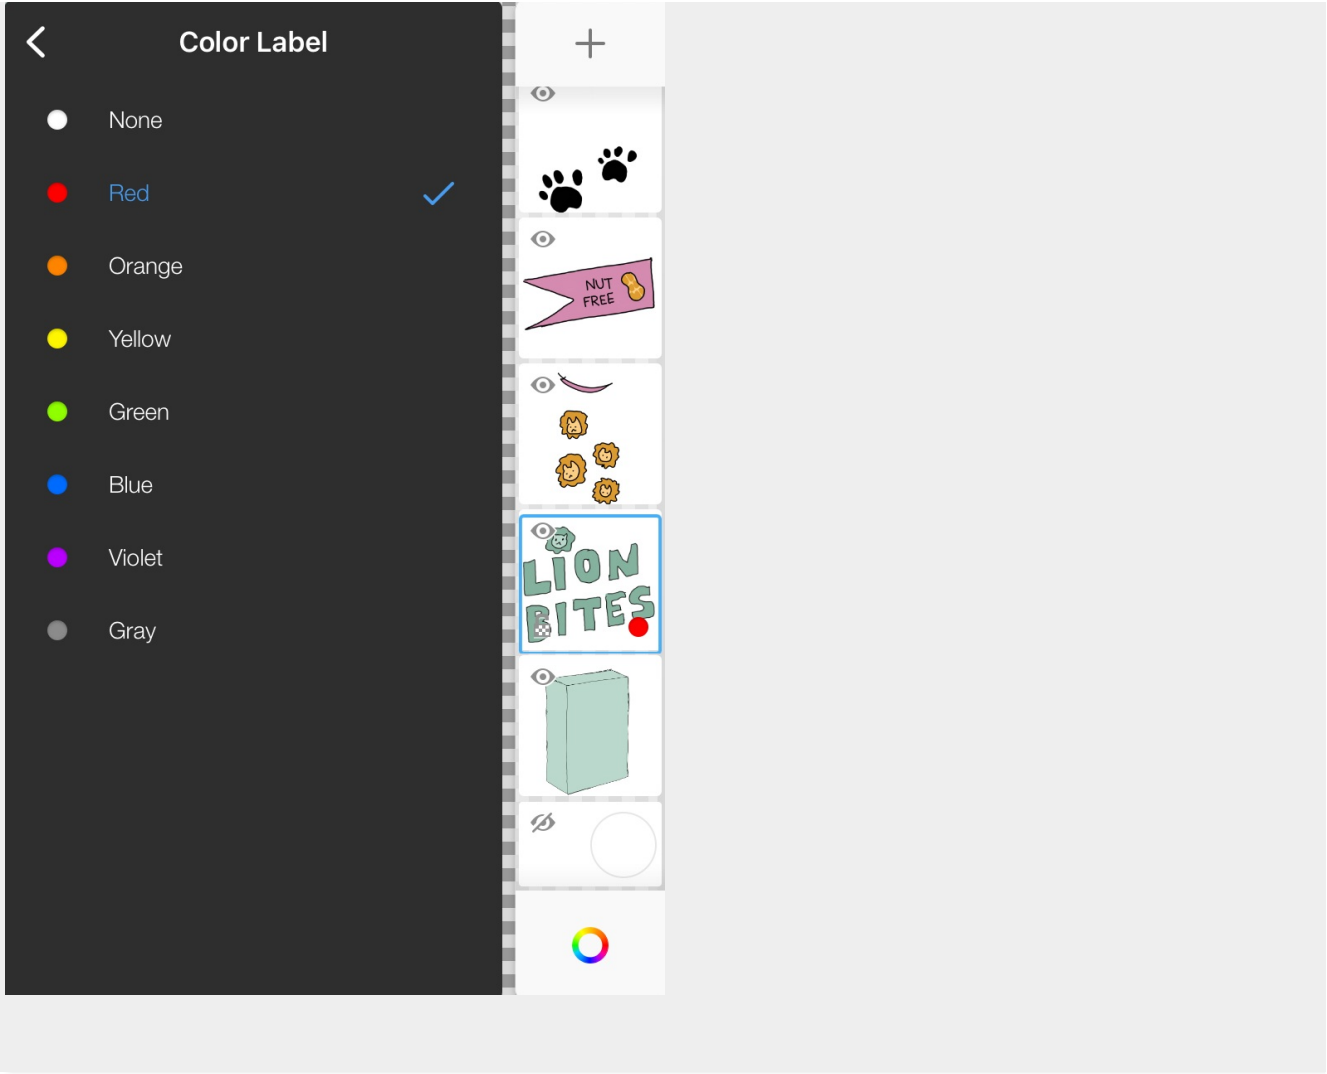 Color Label
None
Red
Orange
Yellow
Green
Blue
Violet
Gray
NUT
FREE
LION
BITES